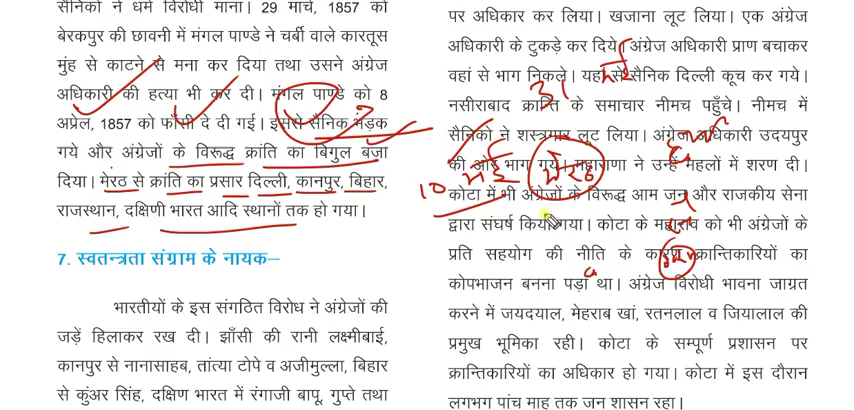 सैनिकों ने धर्म विरोधी माना। 29 मार्च, 1857 को
बेरकपुर की छावनी में मंगल पाण्डे ने चर्बी वाले कारतूस
मुंह से काटने से मना कर दिया तथा उसने अंग्रेज
अधिकारी की हत्या भी कर दी। मंगल पाण्डे को 8
अप्रेल, 1857 को फाँसी दे दी गई। इससे सैनिक भड़क
गये और अंग्रेजों के विरूद्ध क्रांति का बिगुल बजा
दिया। मेरठ से क्रांति का प्रसार दिल्ली, कानपुर, बिहार,
राजस्थान, दक्षिणी भारत आदि स्थानों तक हो गया।
7. स्वतन्त्रता संग्राम के नायक–
भारतीयों के इस संगठित विरोध ने अंग्रेजों की
जड़ें हिलाकर रख दी। झाँसी की रानी लक्ष्मीबाई,
कानपुर से नानासाहब, तांत्या टोपे व अजीमुल्ला, बिहार
से कुंअर सिंह, दक्षिण भारत में रंगाजी बापू, गुप्ते तथा
पर अधिकार कर लिया। खजाना लूट लिया। एक अंग्रेज
अधिकारी के टुकड़े कर दिये। अंग्रेज अधिकारी प्राण बचाकर
वहां से भाग निकले। यहां से सैनिक दिल्ली कूच कर गये।
नसीराबाद क्रान्ति के समाचार नीमच पहुँचे। नीमच में
सैनिको ने शस्त्रागार लूट लिया। अंग्रेज अधिकारी उदयपुर
की ओर भाग गये। महाराणा ने उन्हें महलों में शरण दी।
कोटा में भी अंग्रेजों के विरूद्ध आम जन और राजकीय सेना
द्वारा संघर्ष किया गया। कोटा के महाराव को भी अंग्रेजों के
प्रति सहयोग की नीति के कारण क्रान्तिकारियों का
कोपभाजन बनना पड़ा था। अंग्रेज विरोधी भावना जाग्रत
करने में जयदयाल, मेहराब खां, रतनलाल व जियालाल की
प्रमुख भूमिका रही। कोटा के सम्पूर्ण प्रशासन पर
क्रान्तिकारियों का अधिकार हो गया। कोटा में इस दौरान
लगभग पांच माह तक जन शासन रहा।
31 मई
10 मई
मेरठ